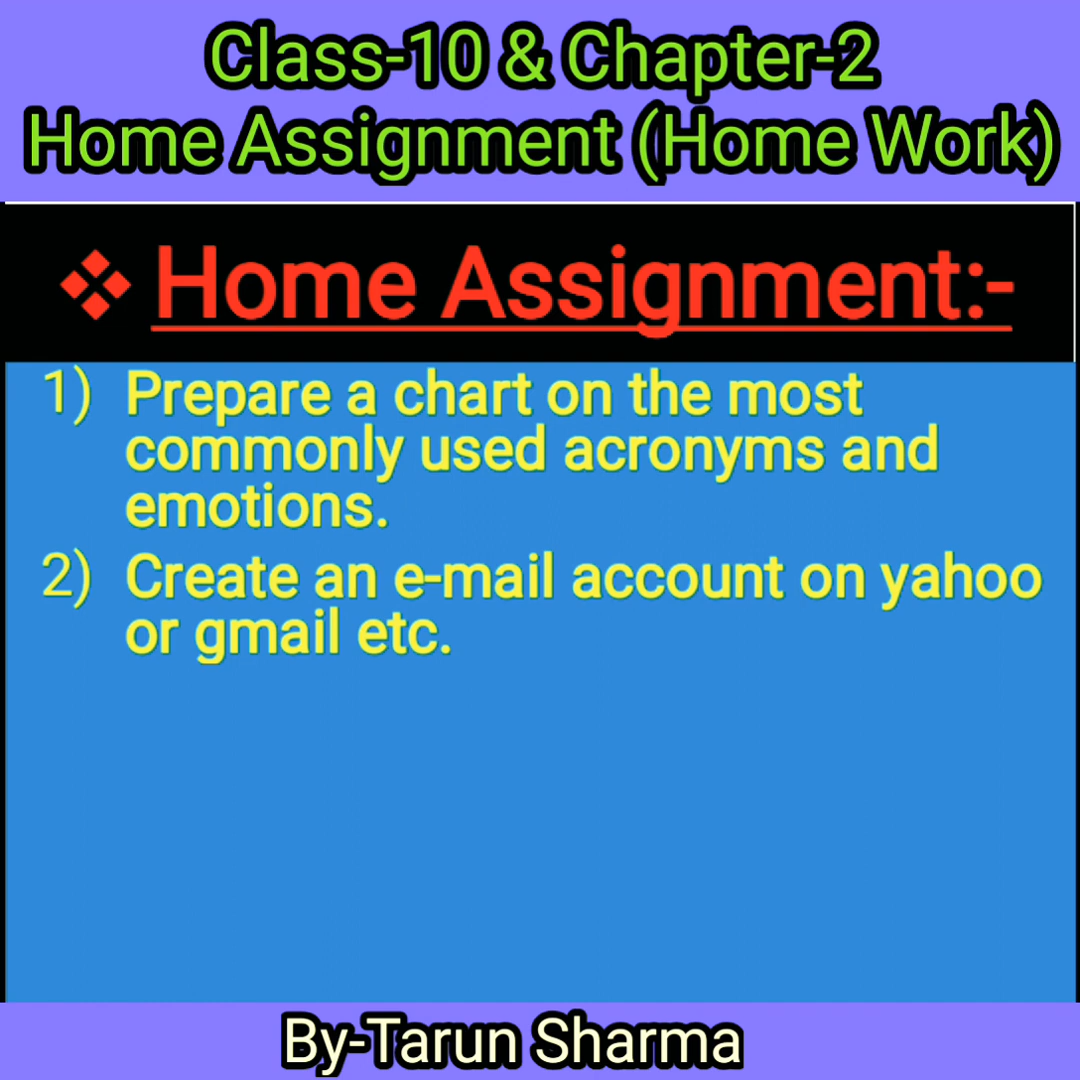 Class-10 & Chapter-2
Home Assignment (Home Work)
❖ Home Assignment:-
1) Prepare a chart on the most
commonly used acronyms and
emotions.
2) Create an e-mail account on yahoo
or gmail etc.
By-Tarun Sharma